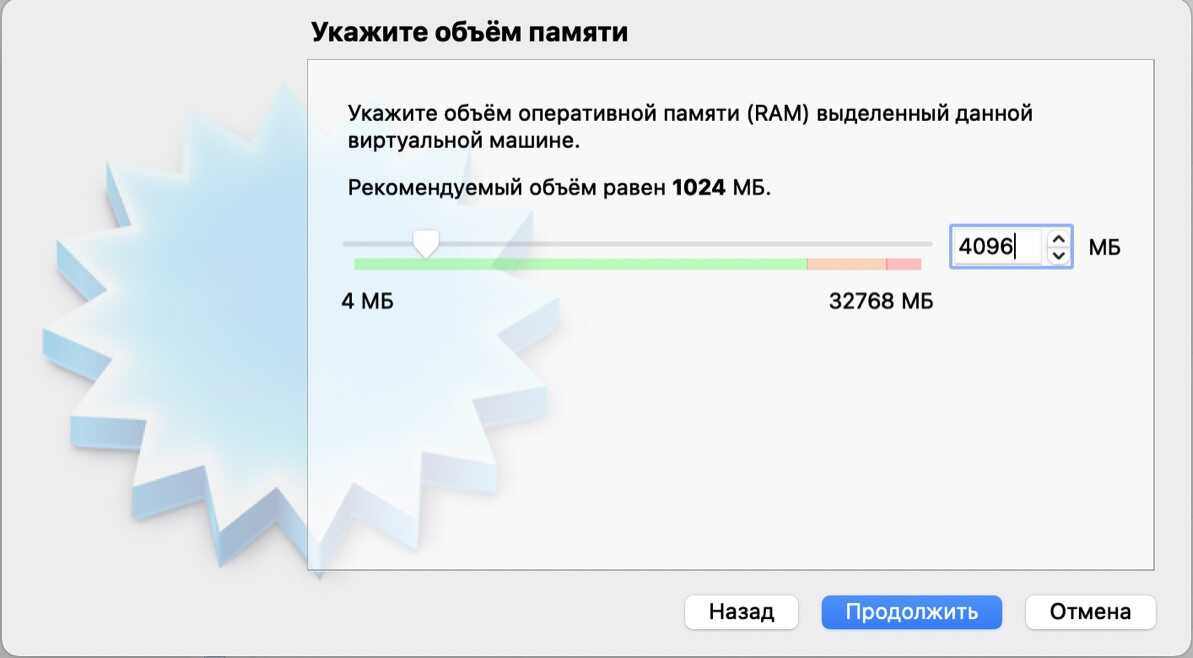 Укажите объём памяти
Укажите объём оперативной памяти (RAM) выделенный данной
виртуальной машине.
Рекомендуемый объём равен 1024 МБ.
4096 МБ
4 МБ 32768 МБ
Назад Продолжить Отмена